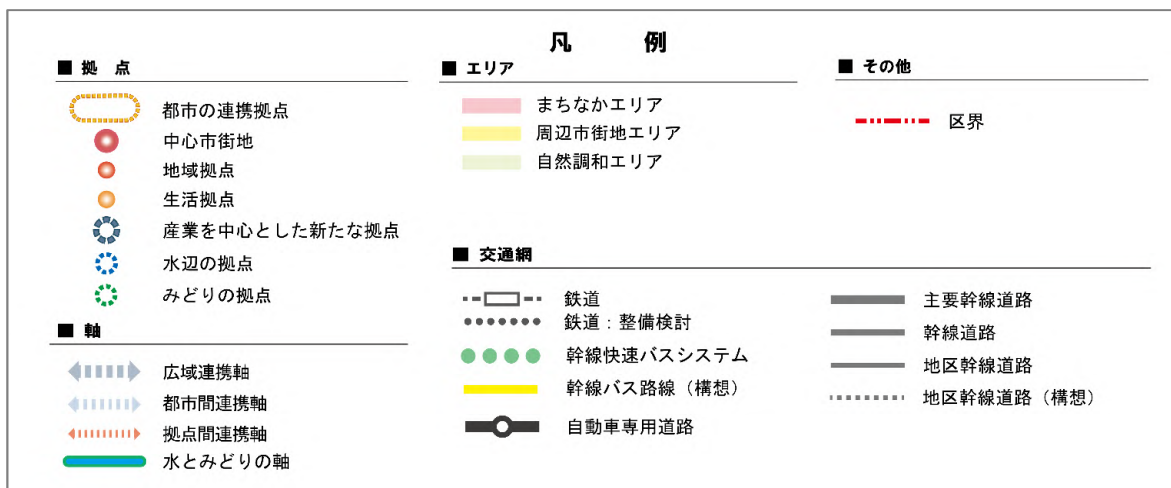 凡 例
■ 拠 点
都市の連携拠点
中心市街地
地域拠点
生活拠点
産業を中心とした新たな拠点
水辺の拠点
みどりの拠点
■ 軸
広域連携軸
都市間連携軸
拠点間連携軸
水とみどりの軸
■ エリア
まちなかエリア
周辺市街地エリア
自然調和エリア
■ その他
区界
■ 交通網
鉄道
鉄道：整備検討
幹線快速バスシステム
幹線バス路線（構想）
自動車専用道路
主要幹線道路
幹線道路
地区幹線道路
地区幹線道路（構想）